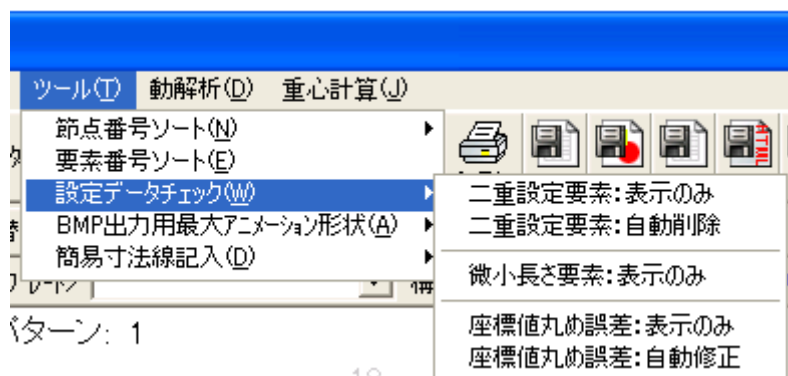 ツール(T) 動解析(D) 重心計算(J)
節点番号ソート(N)
要素番号ソート(E)
設定データチェック(W)
BMP出力用最大アニメーション形状(A)
簡易寸法線記入(D)
二重設定要素:表示のみ
二重設定要素:自動削除
微小長さ要素:表示のみ
座標値丸め誤差:表示のみ
座標値丸め誤差:自動修正
HTML
パターン: 1